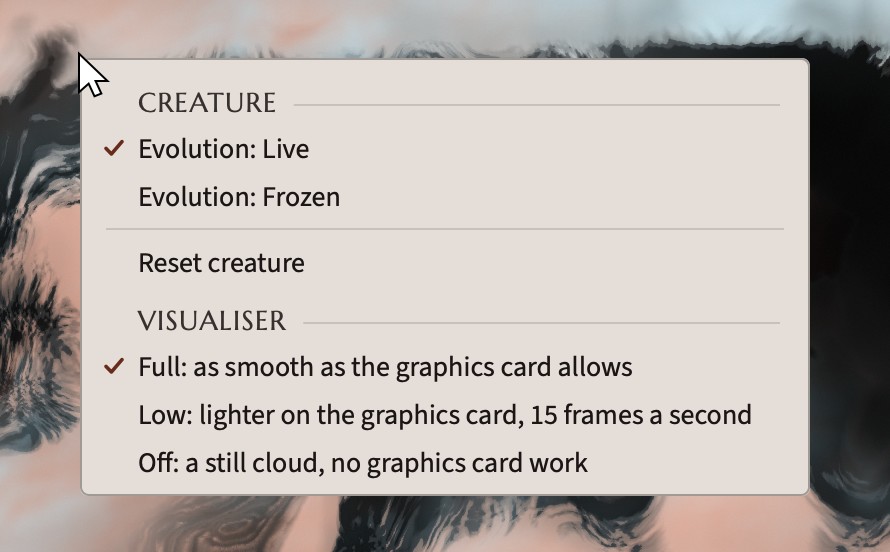 CREATURE
Evolution: Live
Evolution: Frozen
Reset creature
VISUALISER
Full: as smooth as the graphics card allows
Low: lighter on the graphics card, 15 frames a second
Off: a still cloud, no graphics card work